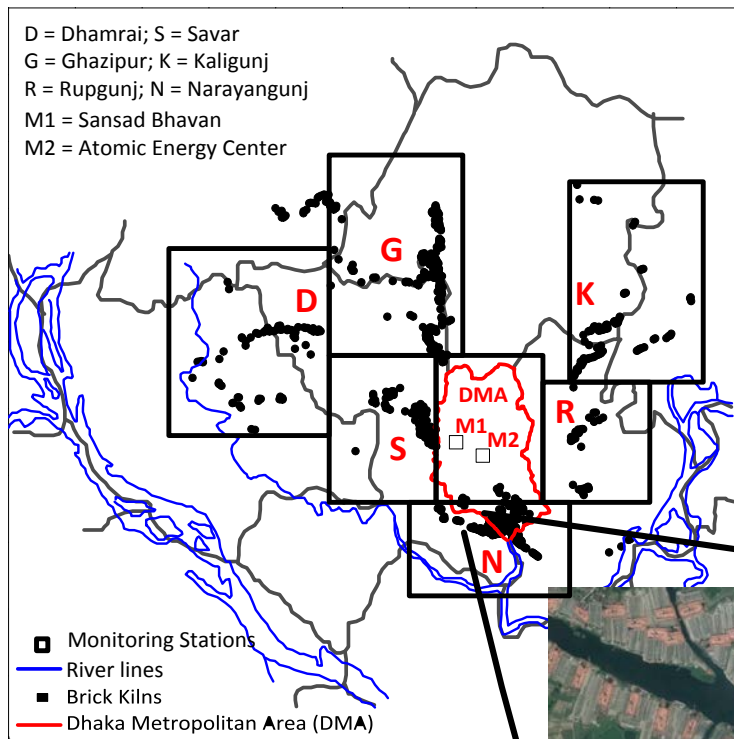 D = Dhamrai; S = Savar
G = Ghazipur; K = Kaligunj
R = Rupgunj; N = Narayangunj
M1 = Sansad Bhavan
M2 = Atomic Energy Center
G
K
D
DMA
M1
M2
R
S
N
Monitoring Stations
River lines
Brick Kilns
Dhaka Metropolitan Area (DMA)